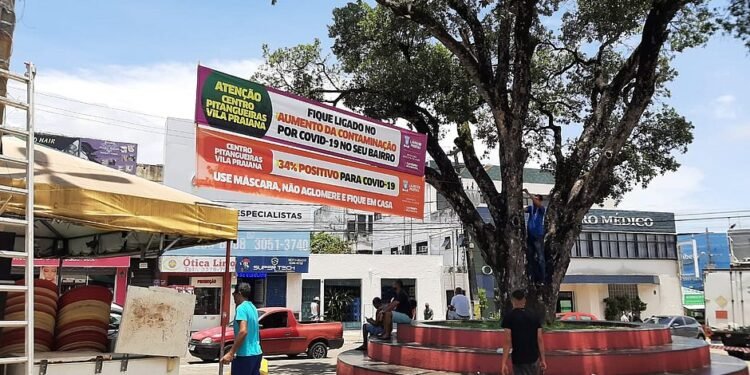 ATENÇÃO
CENTRO
PITANGUEIRAS
VILA PRAIANA
FIQUE LIGADO NO
AUMENTO DA CONTAMINAÇÃO
POR COVID-19 NO SEU BAIRRO
CENTRO
PITANGUEIRAS
VILA PRAIANA
34% POSITIVO PARA COVID-19
USE MÁSCARA, NÃO AGLOMERE E FIQUE EM CASA
ESPECIALISTAS
3051-3740
Ótica
SUPER TECH
RO MÉDICO